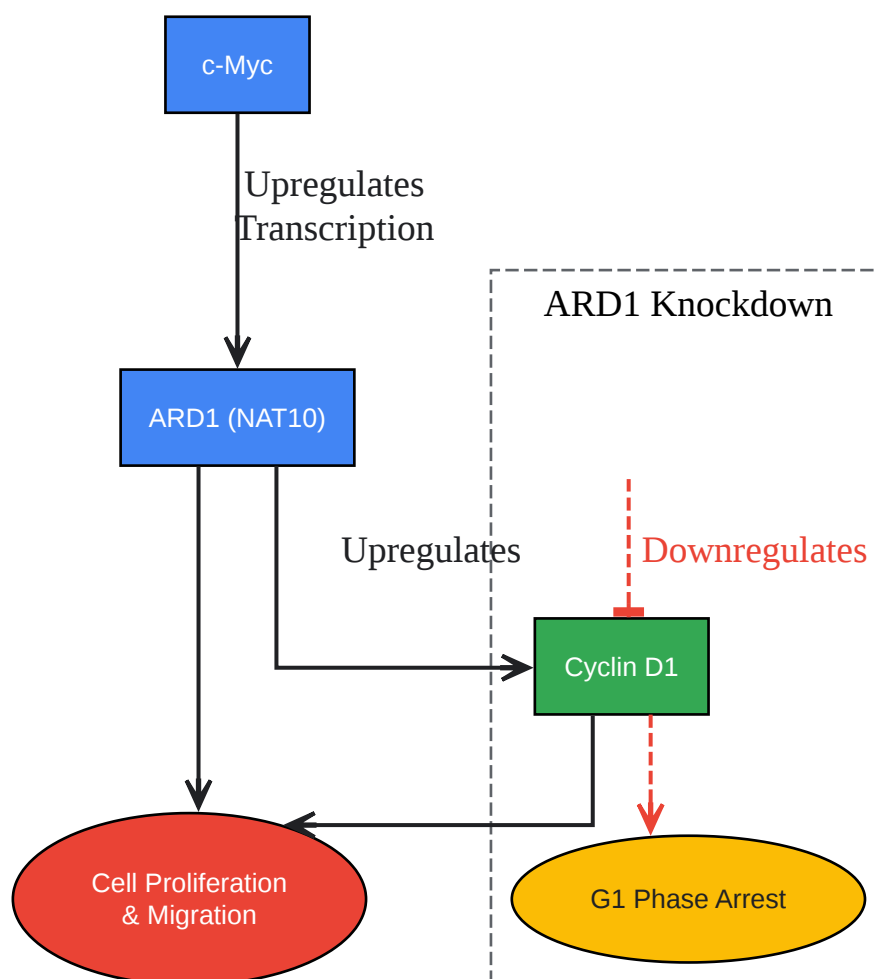 c-Myc
Upregulates
Transcription
ARD1 Knockdown
ARD1 (NAT10)
Upregulates
Downregulates
Cyclin D1
Cell Proliferation
& Migration
G1 Phase Arrest